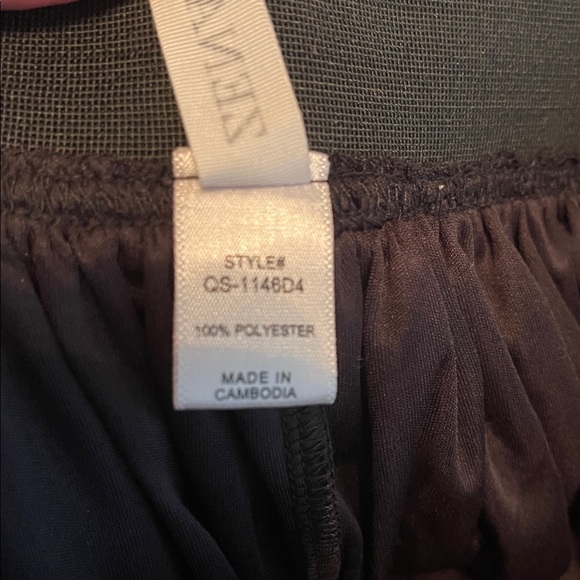 STYLE#
QS-1146D4
100% POLYESTER
MADE IN
CAMBODIA